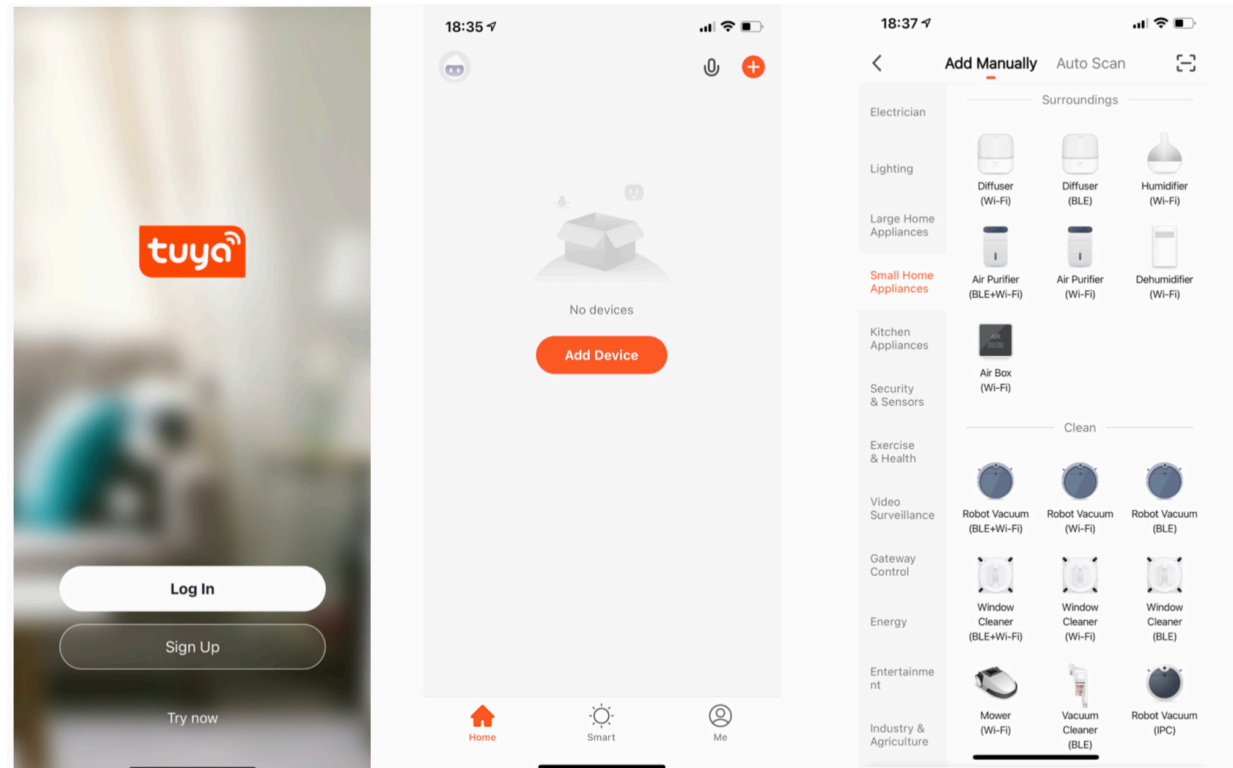 tuya
Log In
Sign Up
Try now
18:35
No devices
Add Device
Home
Smart
Me
18:37
Add Manually
Auto Scan
Electrician
Lighting
Large Home
Appliances
Small Home
Appliances
Kitchen
Appliances
Security
& Sensors
Exercise
& Health
Video
Surveillance
Gateway
Control
Energy
Entertainme
nt
Industry &
Agriculture
Surroundings
Diffuser
(Wi-Fi)
Diffuser
(BLE)
Humidifier
(Wi-Fi)
Air Purifier
(BLE+Wi-Fi)
Air Purifier
(Wi-Fi)
Dehumidifier
(Wi-Fi)
Air Box
(Wi-Fi)
Clean
Robot Vacuum
(BLE+Wi-Fi)
Robot Vacuum
(Wi-Fi)
Robot Vacuum
(BLE)
Window
Cleaner
(BLE+Wi-Fi)
Window
Cleaner
(Wi-Fi)
Window
Cleaner
(BLE)
Mower
(Wi-Fi)
Vacuum
Cleaner
(BLE)
Robot Vacuum
(IPC)